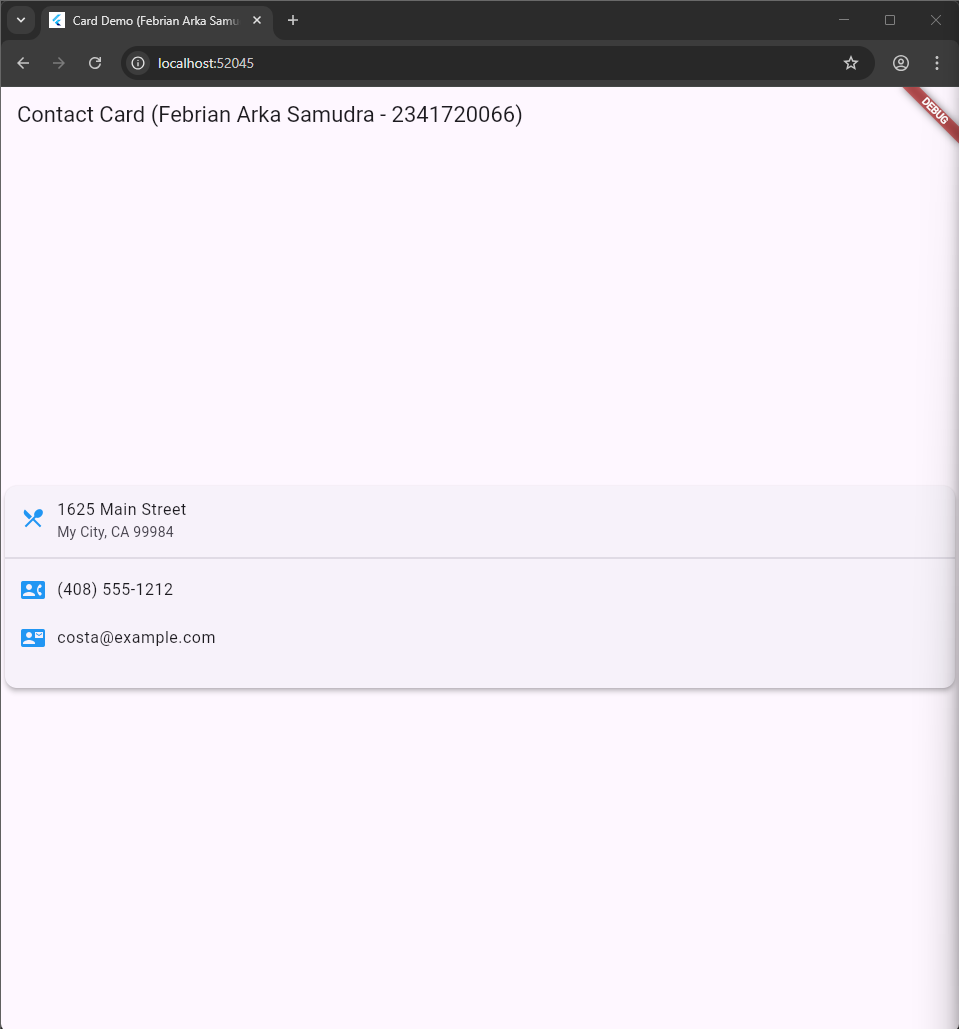 Card Demo (Febrian Arka Samu
localhost:52045
Contact Card (Febrian Arka Samudra - 2341720066)
DEBUG
1625 Main Street
My City, CA 99984
(408) 555-1212
costa@example.com